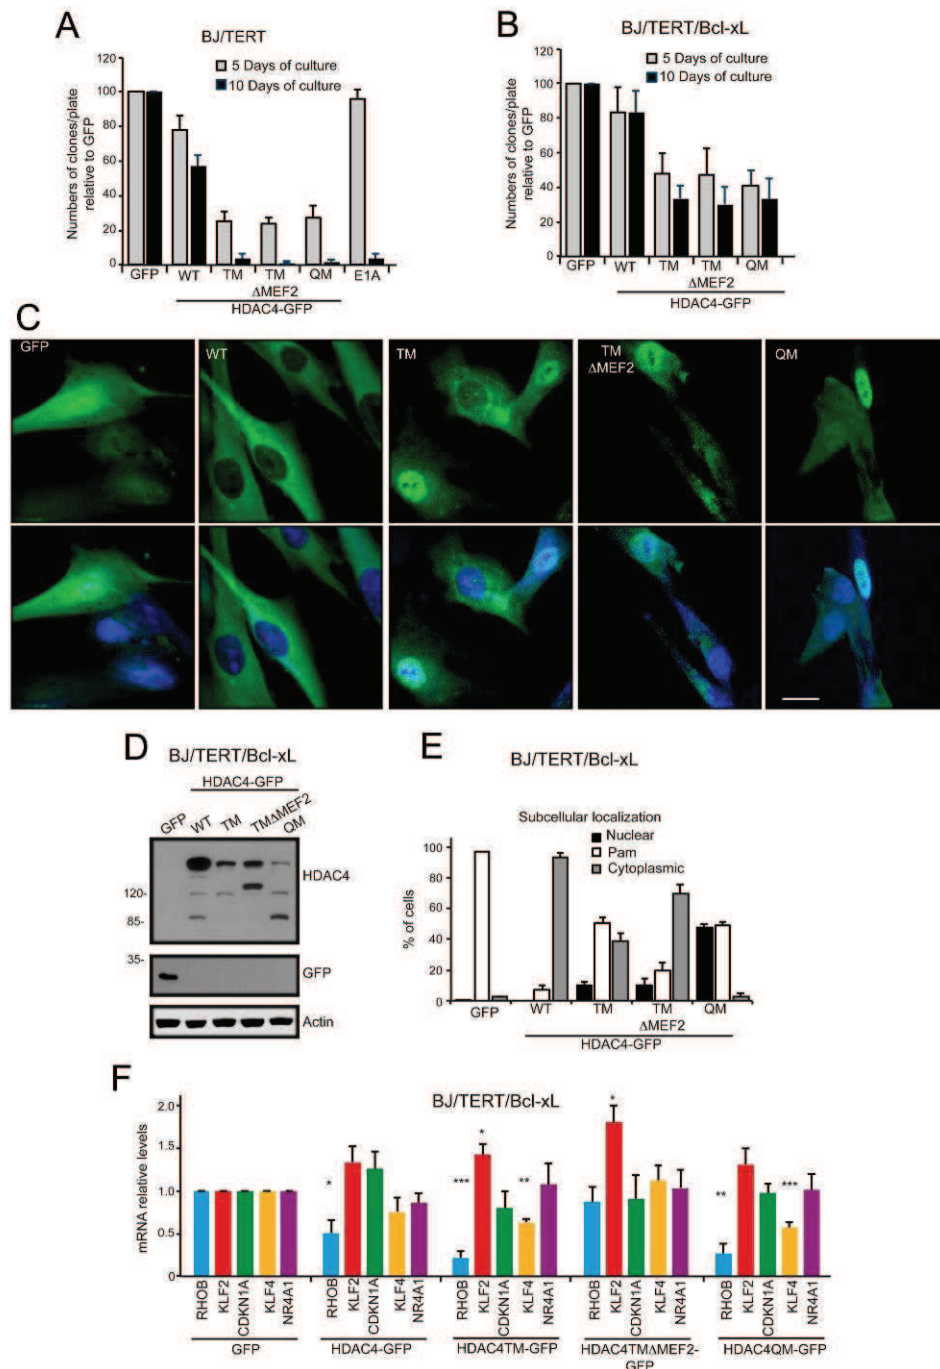 A
BJ/TERT
5 Days of culture
10 Days of culture
Numbers of clones/plate
relative to GFP
120
100
80
60
40
20
0
GFP
WT
TM
TM
QM
E1A
ΔMEF2
HDAC4-GFP
B
BJ/TERT/Bcl-xL
5 Days of culture
10 Days of culture
Numbers of clones/plate
relative to GFP
120
100
80
60
40
20
0
GFP
WT
TM
TM
QM
ΔMEF2
HDAC4-GFP
C
GFP
WT
TM
TM
ΔMEF2
QM
D
BJ/TERT/Bcl-xL
HDAC4-GFP
GFP
WT
TM
TMΔMEF2
QM
HDAC4
120-
85-
35-
GFP
Actin
E
BJ/TERT/Bcl-xL
Subcellular localization
Nuclear
Pam
Cytoplasmic
% of cells
100
80
60
40
20
0
GFP
WT
TM
TM
QM
ΔMEF2
HDAC4-GFP
F
BJ/TERT/Bcl-xL
mRNA relative levels
2.0
1.5
1.0
0.5
0
*
***
*
**
*
**
***
RHOB
KLF2
CDKN1A
KLF4
NR4A1
RHOB
KLF2
CDKN1A
KLF4
NR4A1
RHOB
KLF2
CDKN1A
KLF4
NR4A1
RHOB
KLF2
CDKN1A
KLF4
NR4A1
RHOB
KLF2
CDKN1A
KLF4
NR4A1
GFP
HDAC4-GFP
HDAC4TM-GFP
HDAC4TMΔMEF2-
GFP
HDAC4QM-GFP